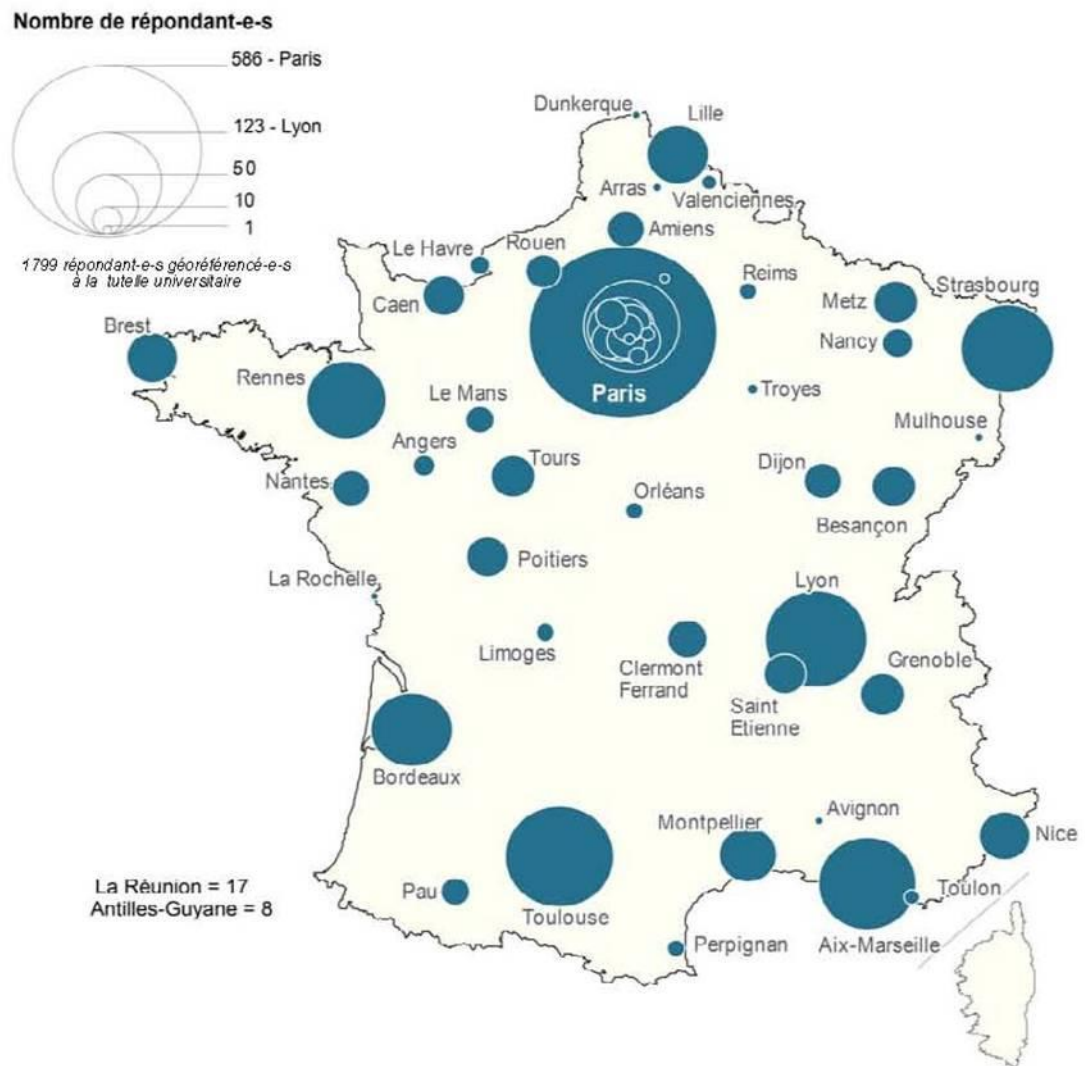 Nombre de répondant-e-s
586 - Paris
123 - Lyon
50
10
1
1799 répondant-e-s géoréférencé-e-s
à la tutelle universitaire
Dunkerque
Lille
Arras
Valenciennes
Amiens
Rouen
Le Havre
Caen
Reims
Metz
Strasbourg
Nancy
Brest
Rennes
Paris
Troyes
Le Mans
Mulhouse
Angers
Tours
Dijon
Nantes
Orléans
Besançon
Poitiers
La Rochelle
Lyon
Limoges
Clermont
Ferrand
Grenoble
Saint
Etienne
Bordeaux
Montpellier
Avignon
Nice
La Réunion = 17
Antilles-Guyane = 8
Pau
Toulouse
Toulon
Perpignan
Aix-Marseille